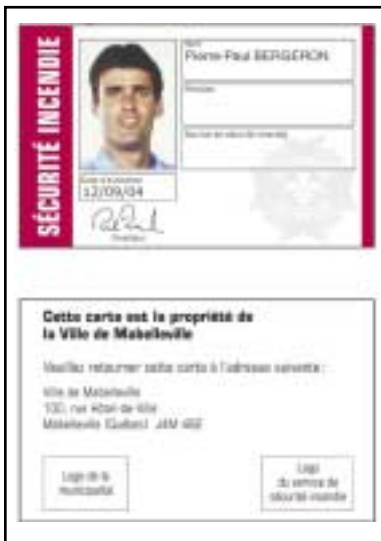 SÉCURITÉ INCENDIE
Nom
Pierre-Paul BERGERON
12/09/04
Cette carte est la propriété de
la Ville de Mabelleville
Veuillez retourner cette carte à l'adresse suivante :
Ville de Mabelleville
100, rue Hôtel-de-Ville
Mabelleville (Québec)
Logo de la
municipalité
Logo
du service de
sécurité incendie